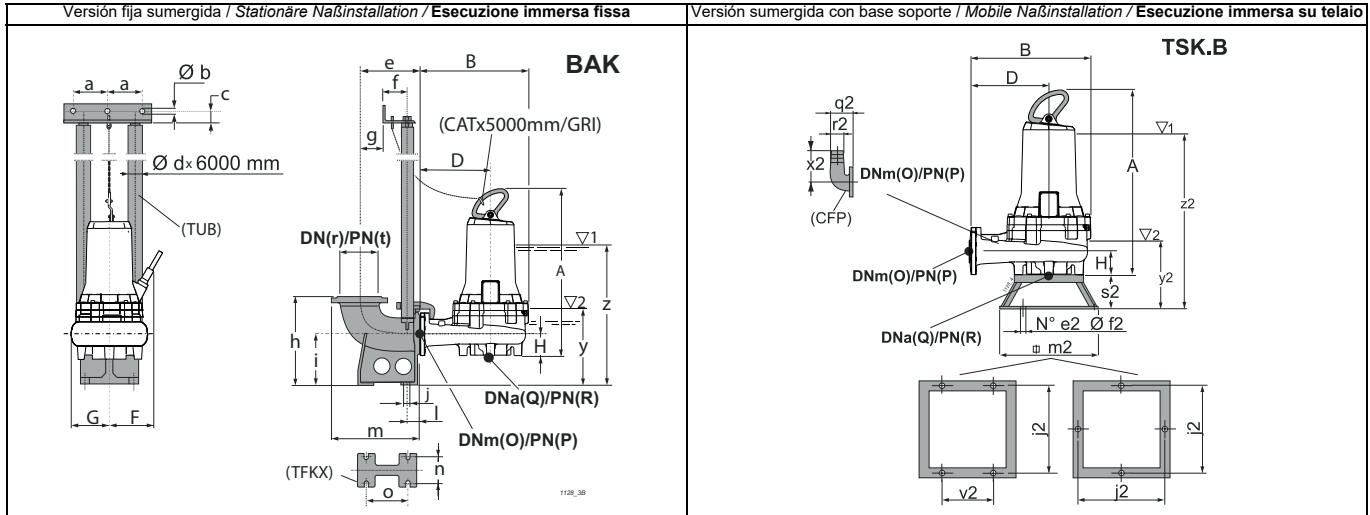 Versión fija sumergida / Stationäre Naßinstallation / Esecuzione immersa fissa
Versión sumergida con base soporte / Mobile Naßinstallation / Esecuzione immersa su telaio
BAK
a
a
Ø b
c
Ø d x 6000 mm
(TUB)
G
F
e
B
f
g
(CATx5000mm/GRI)
D
DN(r)/PN(t)
▽1
A
▽2
z
h
i
H
y
j
l
DNa(Q)/PN(R)
m
DNm(O)/PN(P)
(TFKX)
n
o
1128_3B
TSK.B
B
D
q2
r2
x2
(CFP)
DNm(O)/PN(P)
▽1
A
z2
▽2
H
y2
DNm(O)/PN(P)
s2
DNa(Q)/PN(R)
N° e2 Ø f2
m2
j2
v2
j2
j2